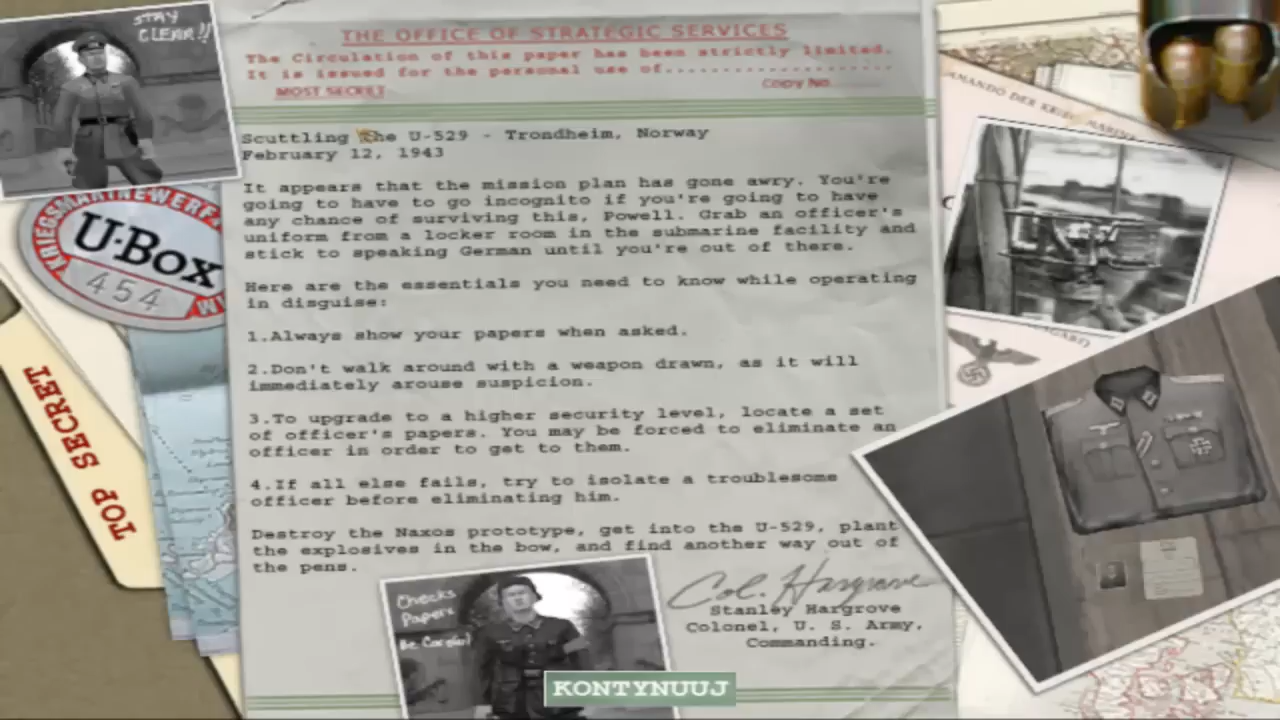 STAY
CLEAR!!
THE OFFICE OF STRATEGIC SERVICES
The Circulation of this paper has been strictly limited.
It is issued for the personal use of....................
MOST SECRET
Copy No.......
Scuttling the U-529 - Trondheim, Norway
February 12, 1943
It appears that the mission plan has gone awry. You're
going to have to go incognito if you're going to have
any chance of surviving this, Powell. Grab an officer's
uniform from a locker room in the submarine facility and
stick to speaking German until you're out of there.
Here are the essentials you need to know while operating
in disguise:
1.Always show your papers when asked.
2.Don't walk around with a weapon drawn, as it will
immediately arouse suspicion.
3.To upgrade to a higher security level, locate a set
of officer's papers. You may be forced to eliminate an
officer in order to get to them.
4.If all else fails, try to isolate a troublesome
officer before eliminating him.
Destroy the Naxos prototype, get into the U-529, plant
the explosives in the bow, and find another way out of
the pens.
Col. Hargrove
Stanley Hargrove
Colonel, U. S. Army,
Commanding.
Checks
Papers
Be Careful
KONTYNUUJ
KRIEGSMARINEWERFA
U-Box
454
TOP SECRET
AMANDO DER KRIE MARINE